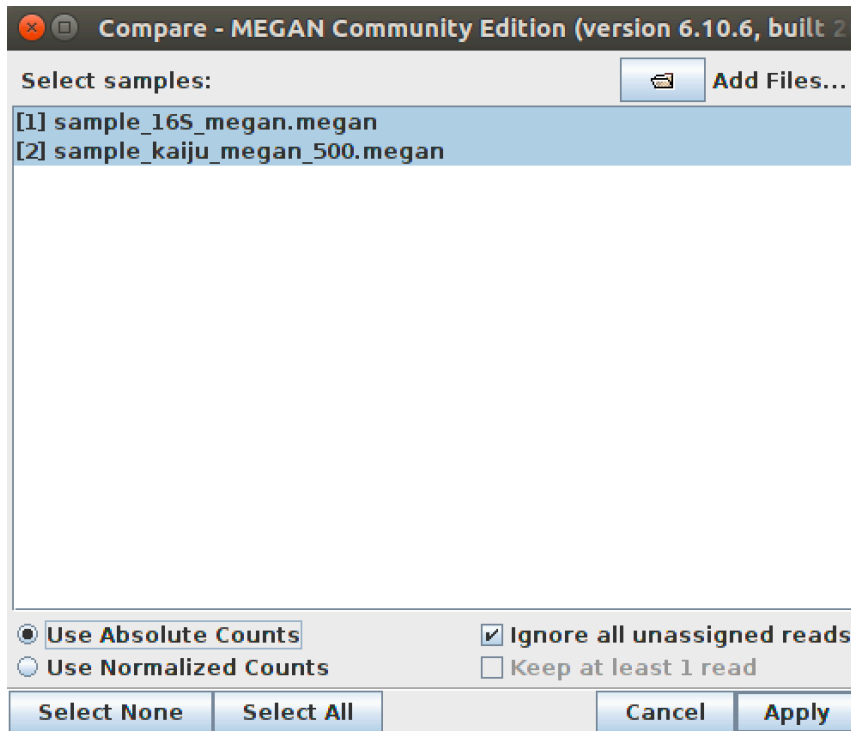 Compare - MEGAN Community Edition (version 6.10.6, built 2
Select samples:
Add Files...
[1] sample_16S_megan.megan
[2] sample_kaiju_megan_500.megan
Use Absolute Counts
Ignore all unassigned reads
Use Normalized Counts
Keep at least 1 read
Select None
Select All
Cancel
Apply